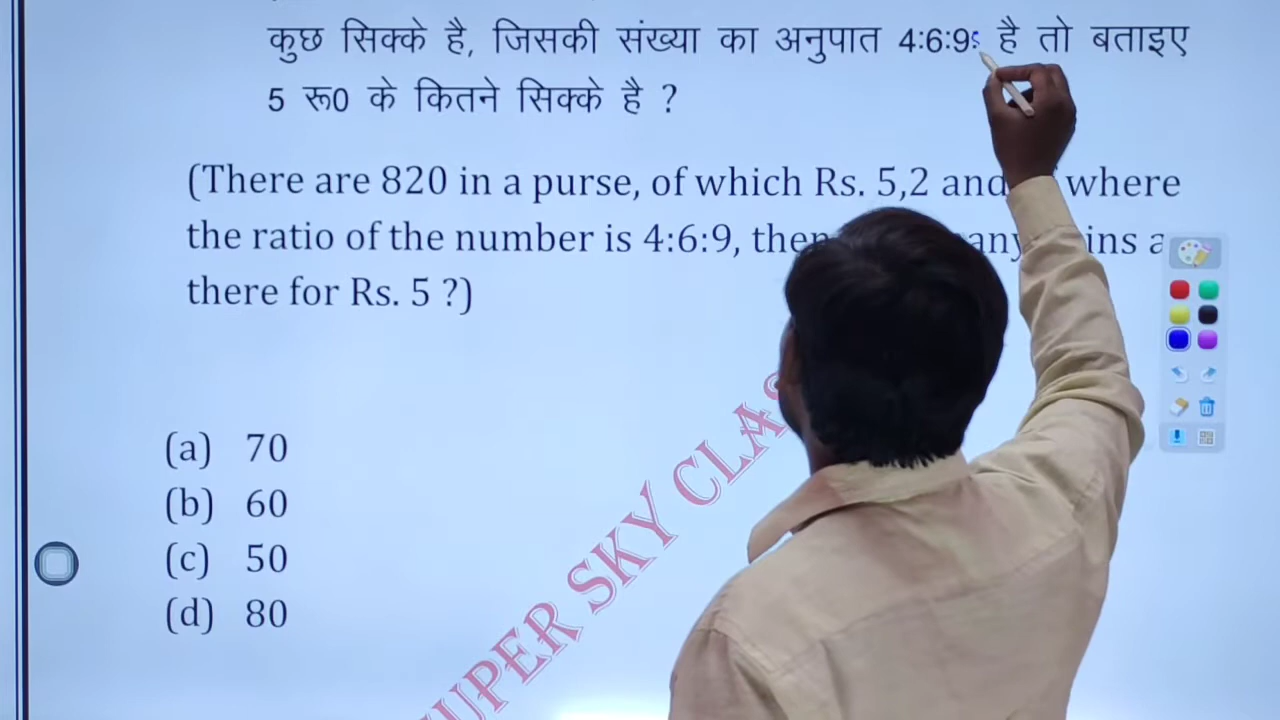 कुछ सिक्के है, जिसकी संख्या का अनुपात 4:6:9 है तो बताइए
5 रू0 के कितने सिक्के है ?
(There are 820 in a purse, of which Rs. 5,2 and where
the ratio of the number is 4:6:9, then
there for Rs. 5 ?)
(a) 70
(b) 60
(c) 50
(d) 80
SUPER SKY